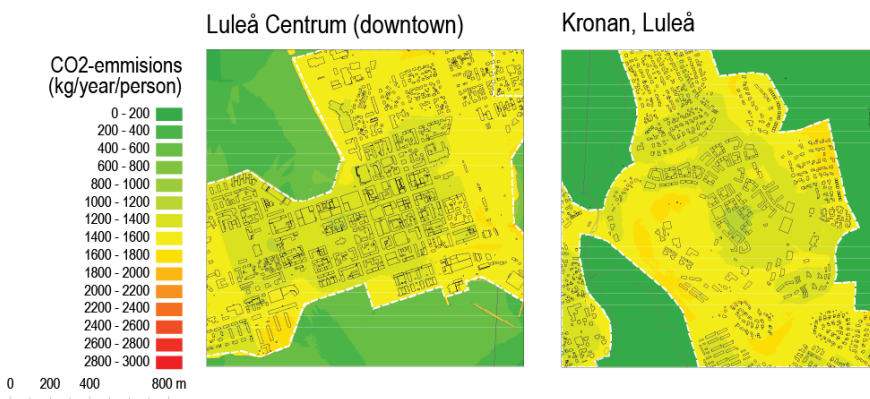 Luleå Centrum (downtown)
Kronan, Luleå
CO2-emmisions
(kg/year/person)
0 - 200
200 - 400
400 - 600
600 - 800
800 - 1000
1000 - 1200
1200 - 1400
1400 - 1600
1600 - 1800
1800 - 2000
2000 - 2200
2200 - 2400
2400 - 2600
2600 - 2800
2800 - 3000
0 200 400 800 m